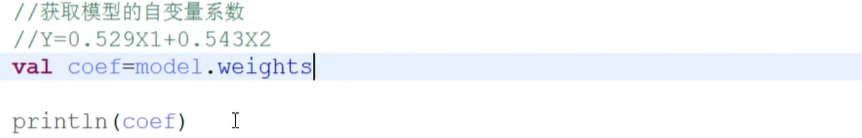 //获取模型的自变量系数
//Y=0.529X1+0.543X2
val coef=model.weights
println(coef)